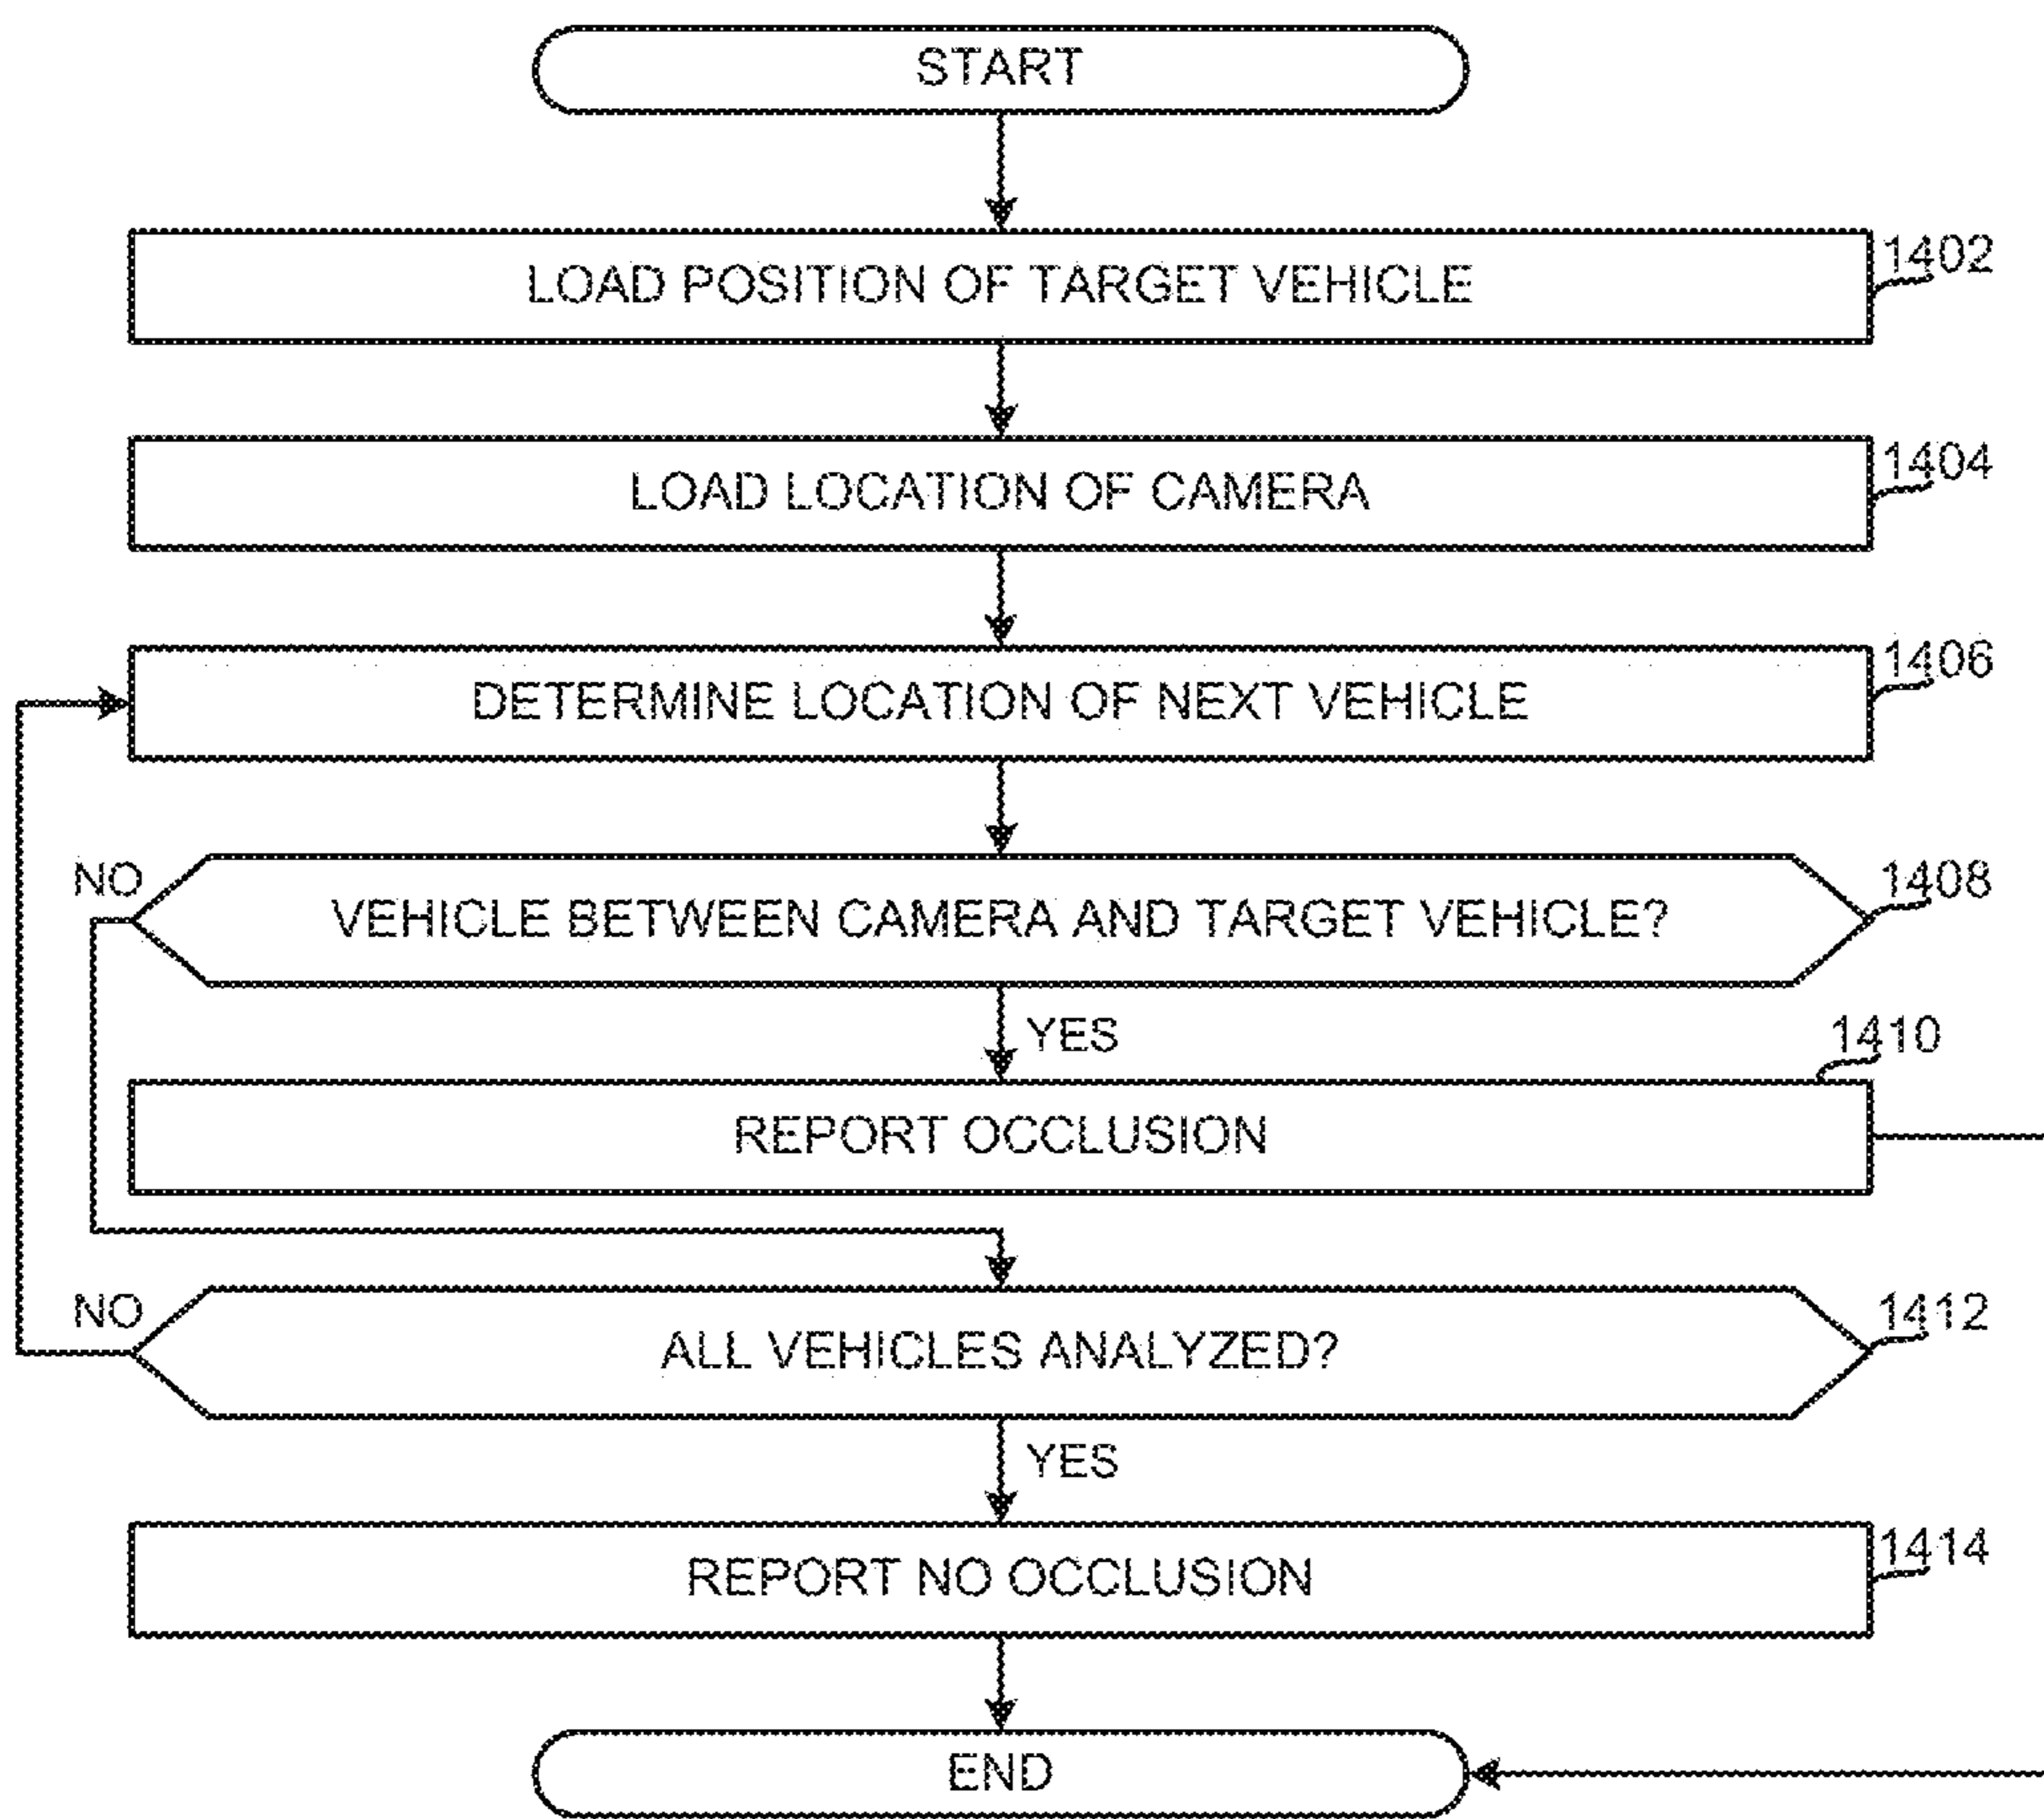 START
LOAD POSITION OF TARGET VEHICLE
1402
LOAD LOCATION OF CAMERA
1404
DETERMINE LOCATION OF NEXT VEHICLE
1406
NO
VEHICLE BETWEEN CAMERA AND TARGET VEHICLE?
1408
YES
1410
REPORT OCCLUSION
NO
ALL VEHICLES ANALYZED?
1412
YES
REPORT NO OCCLUSION
1414
END